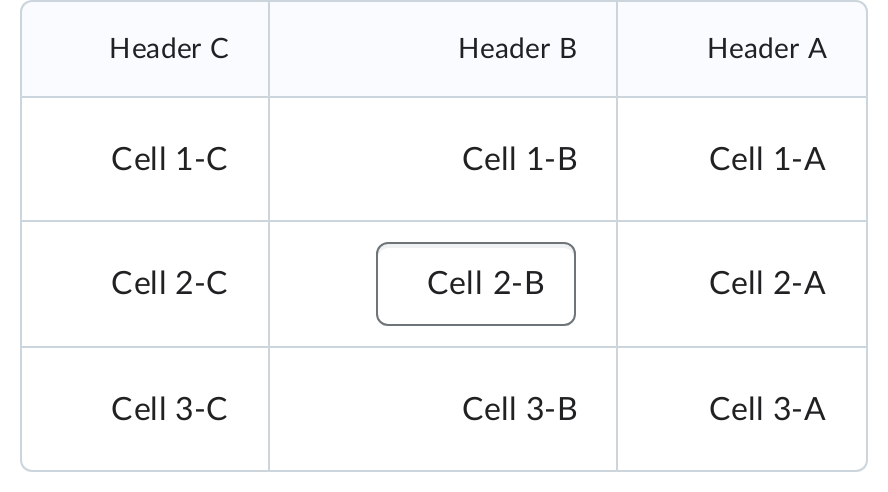 Header C Header B Header A
Cell 1-C Cell 1-B Cell 1-A
Cell 2-C Cell 2-B Cell 2-A
Cell 3-C Cell 3-B Cell 3-A